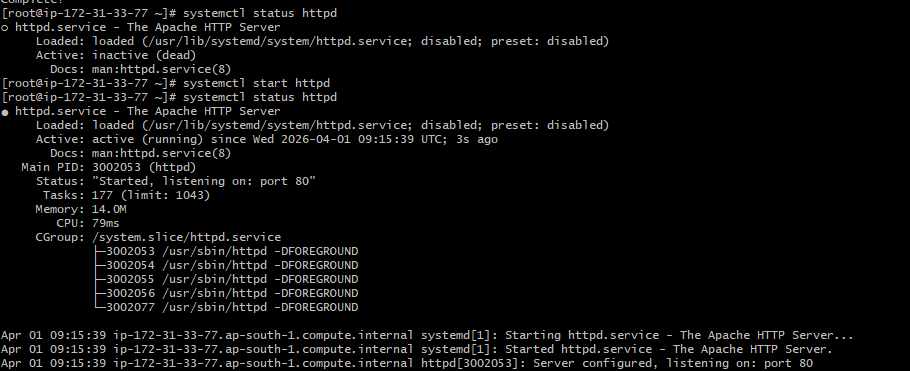 Complete!
[root@ip-172-31-33-77 ~]# systemctl status httpd
○ httpd.service - The Apache HTTP Server
     Loaded: loaded (/usr/lib/systemd/system/httpd.service; disabled; preset: disabled)
     Active: inactive (dead)
       Docs: man:httpd.service(8)
[root@ip-172-31-33-77 ~]# systemctl start httpd
[root@ip-172-31-33-77 ~]# systemctl status httpd
● httpd.service - The Apache HTTP Server
     Loaded: loaded (/usr/lib/systemd/system/httpd.service; disabled; preset: disabled)
     Active: active (running) since Wed 2026-04-01 09:15:39 UTC; 3s ago
       Docs: man:httpd.service(8)
   Main PID: 3002053 (httpd)
     Status: "Started, listening on: port 80"
      Tasks: 177 (limit: 1043)
     Memory: 14.0M
        CPU: 79ms
     CGroup: /system.slice/httpd.service
             ├─3002053 /usr/sbin/httpd -DFOREGROUND
             ├─3002054 /usr/sbin/httpd -DFOREGROUND
             ├─3002055 /usr/sbin/httpd -DFOREGROUND
             ├─3002056 /usr/sbin/httpd -DFOREGROUND
             └─3002077 /usr/sbin/httpd -DFOREGROUND
Apr 01 09:15:39 ip-172-31-33-77.ap-south-1.compute.internal systemd[1]: Starting httpd.service - The Apache HTTP Server...
Apr 01 09:15:39 ip-172-31-33-77.ap-south-1.compute.internal systemd[1]: Started httpd.service - The Apache HTTP Server.
Apr 01 09:15:39 ip-172-31-33-77.ap-south-1.compute.internal httpd[3002053]: Server configured, listening on: port 80